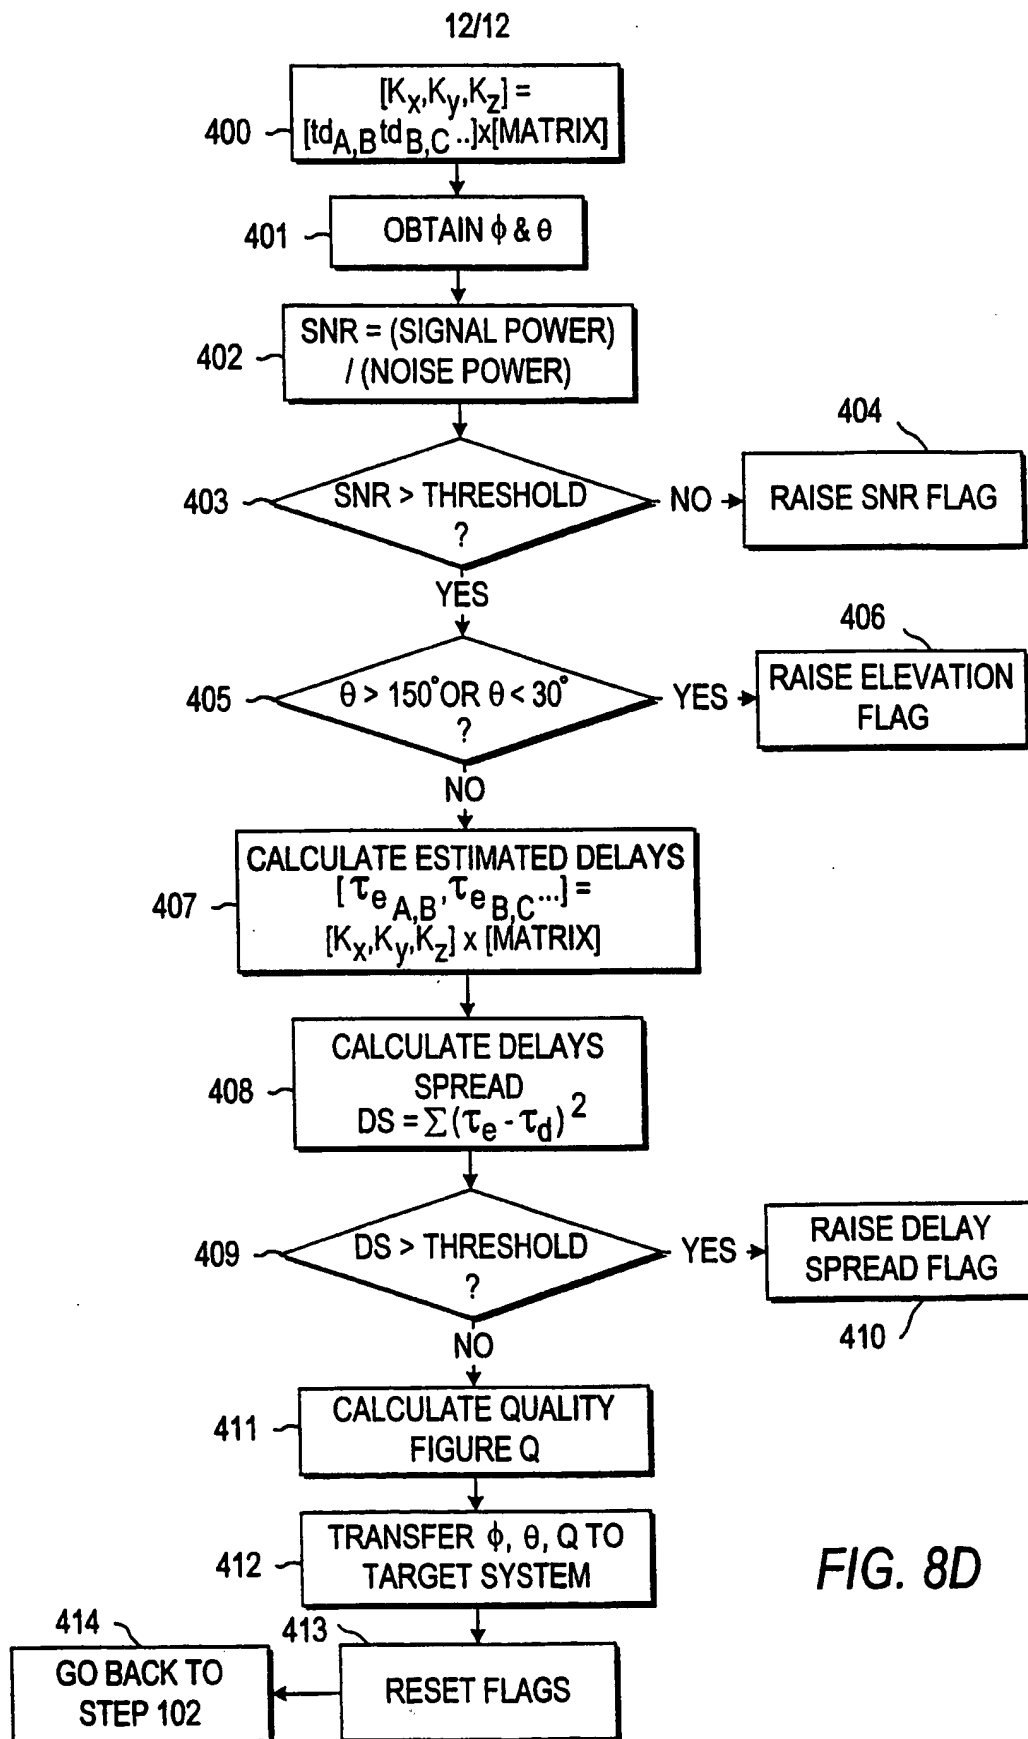 12/12
[Kx,Ky,Kz] =
[tdA,B tdB,C ..]x[MATRIX]
400
OBTAIN ϕ & θ
401
SNR = (SIGNAL POWER)
/ (NOISE POWER)
402
SNR > THRESHOLD
?
403
NO
404
RAISE SNR FLAG
YES
θ > 150° OR θ < 30°
?
405
YES
406
RAISE ELEVATION
FLAG
NO
CALCULATE ESTIMATED DELAYS
[τe A,B, τe B,C ...] =
[Kx,Ky,Kz] x [MATRIX]
407
CALCULATE DELAYS
SPREAD
DS = Σ(τe - τd)²
408
DS > THRESHOLD
?
409
YES
RAISE DELAY
SPREAD FLAG
410
NO
CALCULATE QUALITY
FIGURE Q
411
TRANSFER ϕ, θ, Q TO
TARGET SYSTEM
412
FIG. 8D
413
RESET FLAGS
414
GO BACK TO
STEP 102